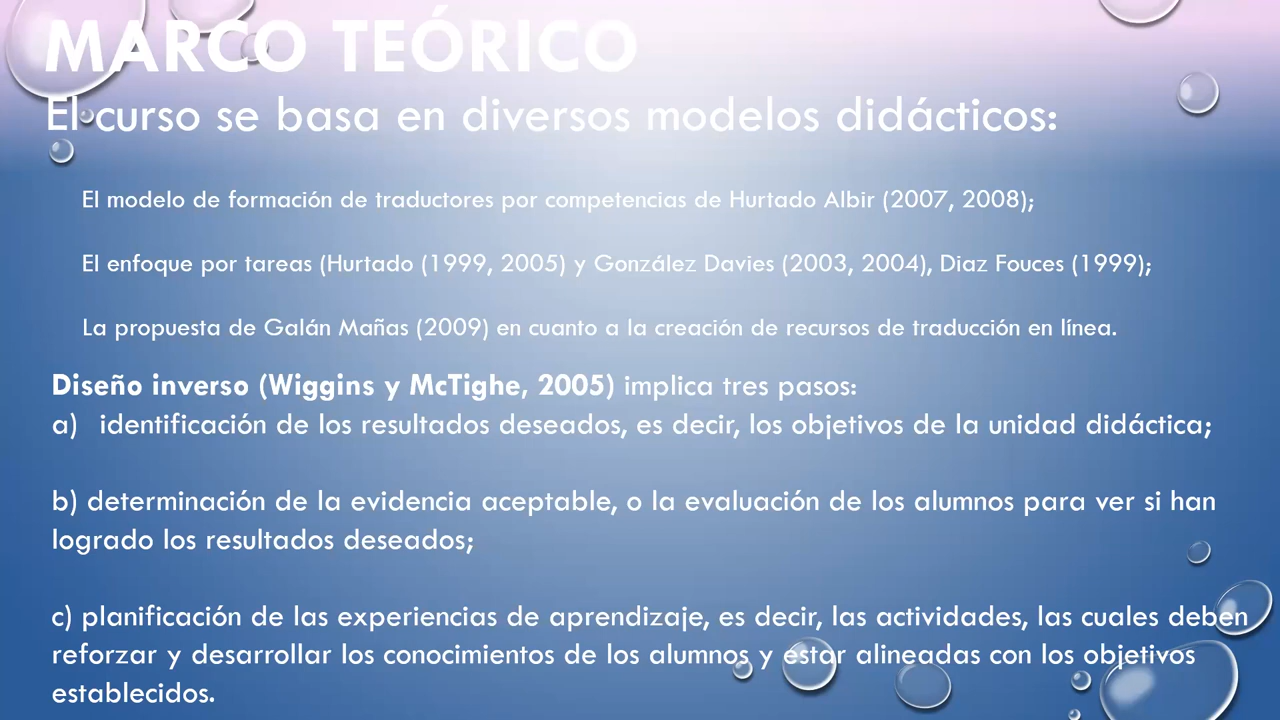 MARCO TEÓRICO
El curso se basa en diversos modelos didácticos:
El modelo de formación de traductores por competencias de Hurtado Albir (2007, 2008);
El enfoque por tareas (Hurtado (1999, 2005) y González Davies (2003, 2004), Diaz Fouces (1999);
La propuesta de Galán Mañas (2009) en cuanto a la creación de recursos de traducción en línea.
Diseño inverso (Wiggins y McTighe, 2005) implica tres pasos:
a) identificación de los resultados deseados, es decir, los objetivos de la unidad didáctica;
b) determinación de la evidencia aceptable, o la evaluación de los alumnos para ver si han
logrado los resultados deseados;
c) planificación de las experiencias de aprendizaje, es decir, las actividades, las cuales deben
reforzar y desarrollar los conocimientos de los alumnos y estar alineadas con los objetivos
establecidos.